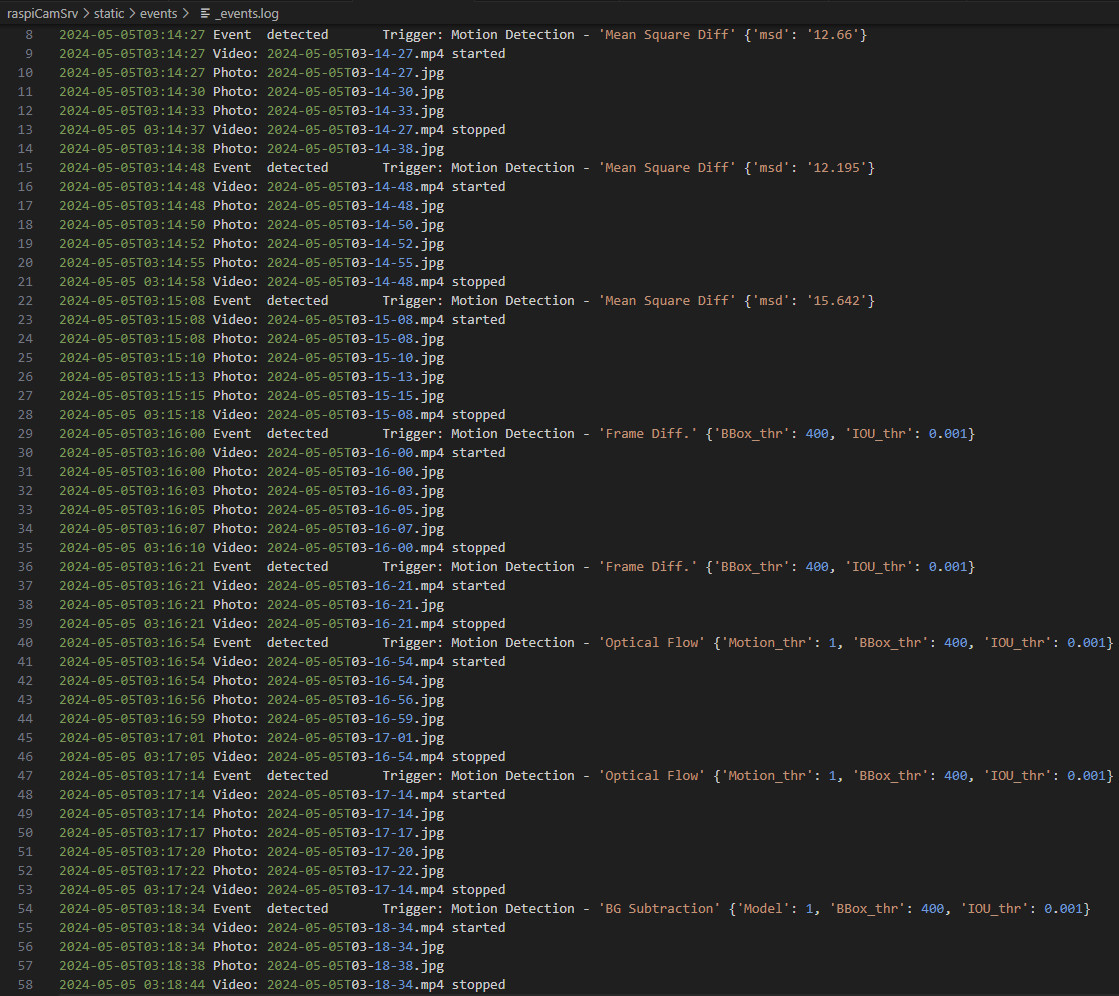 raspiCamSrv > static > events > _events.log
8 2024-05-05T03:14:27 Event detected Trigger: Motion Detection - 'Mean Square Diff' {'msd': '12.66'}
9 2024-05-05T03:14:27 Video: 2024-05-05T03-14-27.mp4 started
10 2024-05-05T03:14:27 Photo: 2024-05-05T03-14-27.jpg
11 2024-05-05T03:14:30 Photo: 2024-05-05T03-14-30.jpg
12 2024-05-05T03:14:33 Photo: 2024-05-05T03-14-33.jpg
13 2024-05-05 03:14:37 Video: 2024-05-05T03-14-27.mp4 stopped
14 2024-05-05T03:14:38 Photo: 2024-05-05T03-14-38.jpg
15 2024-05-05T03:14:48 Event detected Trigger: Motion Detection - 'Mean Square Diff' {'msd': '12.195'}
16 2024-05-05T03:14:48 Video: 2024-05-05T03-14-48.mp4 started
17 2024-05-05T03:14:48 Photo: 2024-05-05T03-14-48.jpg
18 2024-05-05T03:14:50 Photo: 2024-05-05T03-14-50.jpg
19 2024-05-05T03:14:52 Photo: 2024-05-05T03-14-52.jpg
20 2024-05-05T03:14:55 Photo: 2024-05-05T03-14-55.jpg
21 2024-05-05 03:14:58 Video: 2024-05-05T03-14-48.mp4 stopped
22 2024-05-05T03:15:08 Event detected Trigger: Motion Detection - 'Mean Square Diff' {'msd': '15.642'}
23 2024-05-05T03:15:08 Video: 2024-05-05T03-15-08.mp4 started
24 2024-05-05T03:15:08 Photo: 2024-05-05T03-15-08.jpg
25 2024-05-05T03:15:10 Photo: 2024-05-05T03-15-10.jpg
26 2024-05-05T03:15:13 Photo: 2024-05-05T03-15-13.jpg
27 2024-05-05T03:15:15 Photo: 2024-05-05T03-15-15.jpg
28 2024-05-05 03:15:18 Video: 2024-05-05T03-15-08.mp4 stopped
29 2024-05-05T03:16:00 Event detected Trigger: Motion Detection - 'Frame Diff.' {'BBox_thr': 400, 'IOU_thr': 0.001}
30 2024-05-05T03:16:00 Video: 2024-05-05T03-16-00.mp4 started
31 2024-05-05T03:16:00 Photo: 2024-05-05T03-16-00.jpg
32 2024-05-05T03:16:03 Photo: 2024-05-05T03-16-03.jpg
33 2024-05-05T03:16:05 Photo: 2024-05-05T03-16-05.jpg
34 2024-05-05T03:16:07 Photo: 2024-05-05T03-16-07.jpg
35 2024-05-05 03:16:10 Video: 2024-05-05T03-16-00.mp4 stopped
36 2024-05-05T03:16:21 Event detected Trigger: Motion Detection - 'Frame Diff.' {'BBox_thr': 400, 'IOU_thr': 0.001}
37 2024-05-05T03:16:21 Video: 2024-05-05T03-16-21.mp4 started
38 2024-05-05T03:16:21 Photo: 2024-05-05T03-16-21.jpg
39 2024-05-05 03:16:21 Video: 2024-05-05T03-16-21.mp4 stopped
40 2024-05-05T03:16:54 Event detected Trigger: Motion Detection - 'Optical Flow' {'Motion_thr': 1, 'BBox_thr': 400, 'IOU_thr': 0.001}
41 2024-05-05T03:16:54 Video: 2024-05-05T03-16-54.mp4 started
42 2024-05-05T03:16:54 Photo: 2024-05-05T03-16-54.jpg
43 2024-05-05T03:16:56 Photo: 2024-05-05T03-16-56.jpg
44 2024-05-05T03:16:59 Photo: 2024-05-05T03-16-59.jpg
45 2024-05-05T03:17:01 Photo: 2024-05-05T03-17-01.jpg
46 2024-05-05 03:17:05 Video: 2024-05-05T03-16-54.mp4 stopped
47 2024-05-05T03:17:14 Event detected Trigger: Motion Detection - 'Optical Flow' {'Motion_thr': 1, 'BBox_thr': 400, 'IOU_thr': 0.001}
48 2024-05-05T03:17:14 Video: 2024-05-05T03-17-14.mp4 started
49 2024-05-05T03:17:14 Photo: 2024-05-05T03-17-14.jpg
50 2024-05-05T03:17:17 Photo: 2024-05-05T03-17-17.jpg
51 2024-05-05T03:17:20 Photo: 2024-05-05T03-17-20.jpg
52 2024-05-05T03:17:22 Photo: 2024-05-05T03-17-22.jpg
53 2024-05-05 03:17:24 Video: 2024-05-05T03-17-14.mp4 stopped
54 2024-05-05T03:18:34 Event detected Trigger: Motion Detection - 'BG Subtraction' {'Model': 1, 'BBox_thr': 400, 'IOU_thr': 0.001}
55 2024-05-05T03:18:34 Video: 2024-05-05T03-18-34.mp4 started
56 2024-05-05T03:18:34 Photo: 2024-05-05T03-18-34.jpg
57 2024-05-05T03:18:38 Photo: 2024-05-05T03-18-38.jpg
58 2024-05-05 03:18:44 Video: 2024-05-05T03-18-34.mp4 stopped